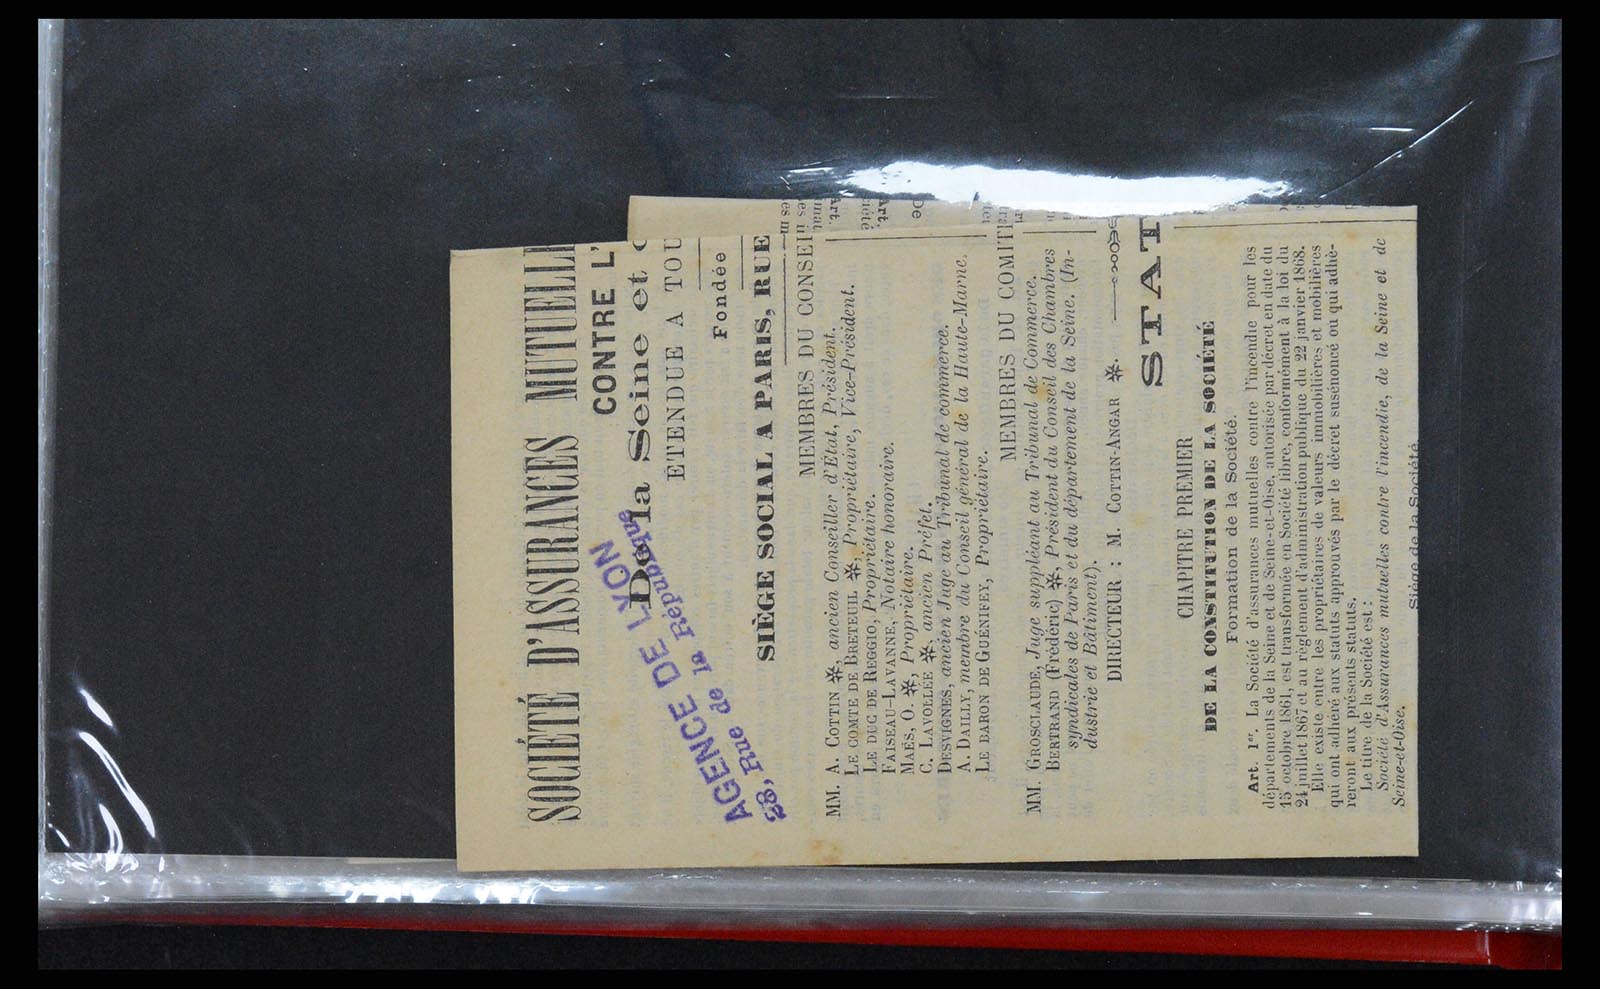 SOCIÉTÉ D'ASSURANCES MUTUELL
CONTRE L'
De la Seine et
ÉTENDUE A TOU
Fondée
AGENCE DE LYON
28, Rue de la République
SIÈGE SOCIAL A PARIS, RUE
MEMBRES DU CONSEI
MM. A. COTTIN ✻, ancien Conseiller d'État, Président.
LE COMTE DE BRETEUIL ✻, Propriétaire, Vice-Président.
LE DUC DE REGGIO, Propriétaire.
FAISEAU-LAVANNE, Notaire honoraire.
MAËS, O. ✻, Propriétaire.
C. LAVOLLÉE ✻, ancien Préfet.
DESVIGNES, ancien Juge au Tribunal de commerce.
A. DAILLY, membre du Conseil général de la Haute-Marne.
LE BARON DE GUÉNIFEY, Propriétaire.
MEMBRES DU COMIT
MM. GROSCLAUDE, Juge suppléant au Tribunal de Commerce.
BERTRAND (Frédéric) ✻, Président du Conseil des Chambres
syndicales de Paris et du département de la Seine. (In-
dustrie et Bâtiment).
DIRECTEUR : M. COTTIN-ANGAR ✻.
STAT
CHAPITRE PREMIER
DE LA CONSTITUTION DE LA SOCIÉTÉ
Formation de la Société.
Art. 1er. La Société d'assurances mutuelles contre l'incendie pour les
départements de la Seine et de Seine-et-Oise, autorisée par décret en date du
15 octobre 1861, est transformée en Société libre, conformément à la loi du
24 juillet 1867 et au règlement d'administration publique du 22 janvier 1868.
Elle existe entre les propriétaires de valeurs immobilières et mobilières
qui ont adhéré aux statuts approuvés par le décret susénoncé ou qui adhé-
reront aux présents statuts.
Le titre de la Société est :
Société d'Assurances mutuelles contre l'incendie, de la Seine et de
Seine-et-Oise.
Siége de la Société.